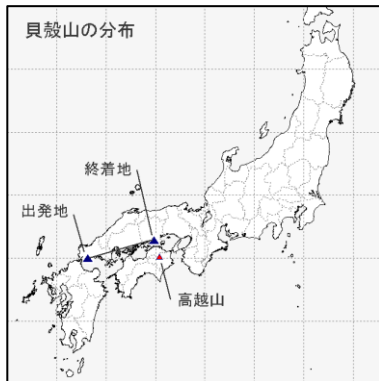 貝殻山の分布
終着地
出発地
高越山